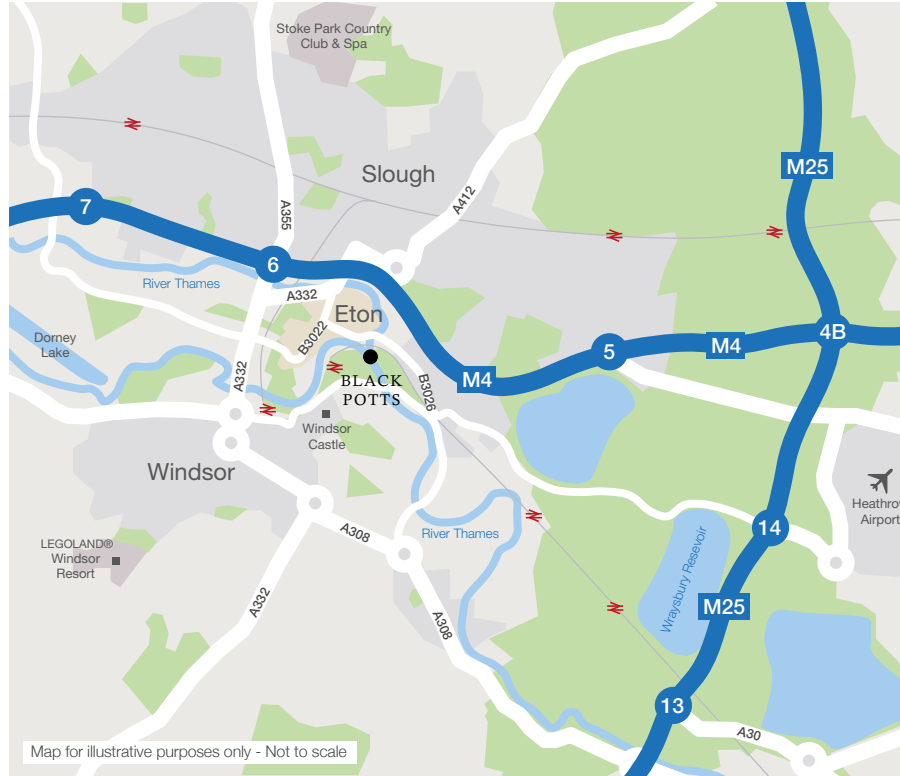 Stoke Park Country
Club & Spa
M25
Slough
A412
7
A355
6
River Thames
A332
Eton
4B
Dorney
Lake
B3022
M4
5
A332
M4
BLACK
POTTS
B3026
Windsor
Castle
Windsor
Heathrow
Airport
14
LEGOLAND®
Windsor
Resort
A308
River Thames
Wraysbury Resevoir
A332
M25
A308
13
A30
Map for illustrative purposes only - Not to scale